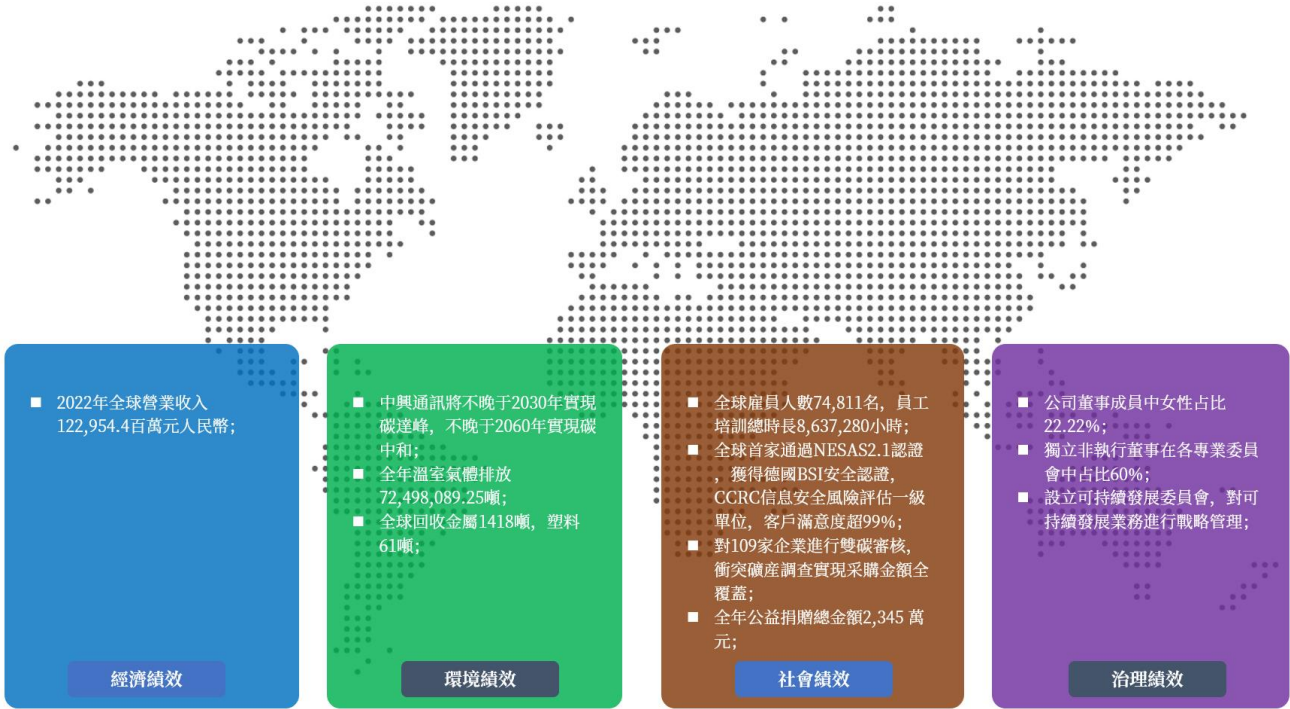 2022年全球營業收入
122,954.4百萬元人民幣;
經濟績效
中興通訊將不晚于2030年實現
碳達峰，不晚于2060年實現碳
中和;
全年溫室氣體排放
72,498,089.25噸;
全球回收金屬1418噸，塑料
61噸;
環境績效
全球雇員人數74,811名，員工
培訓總時長8,637,280小時;
全球首家通過NESAS2.1認證
，獲得德國BSI安全認證，
CCRC信息安全風險評估一級
單位，客戶滿意度超99%;
對109家企業進行雙碳審核，
衝突礦産調查實現采購金額全
覆蓋;
全年公益捐贈總金額2,345 萬
元;
社會績效
公司董事成員中女性占比
22.22%;
獨立非執行董事在各專業委員
會中占比60%;
設立可持續發展委員會，對可
持續發展業務進行戰略管理;
治理績效